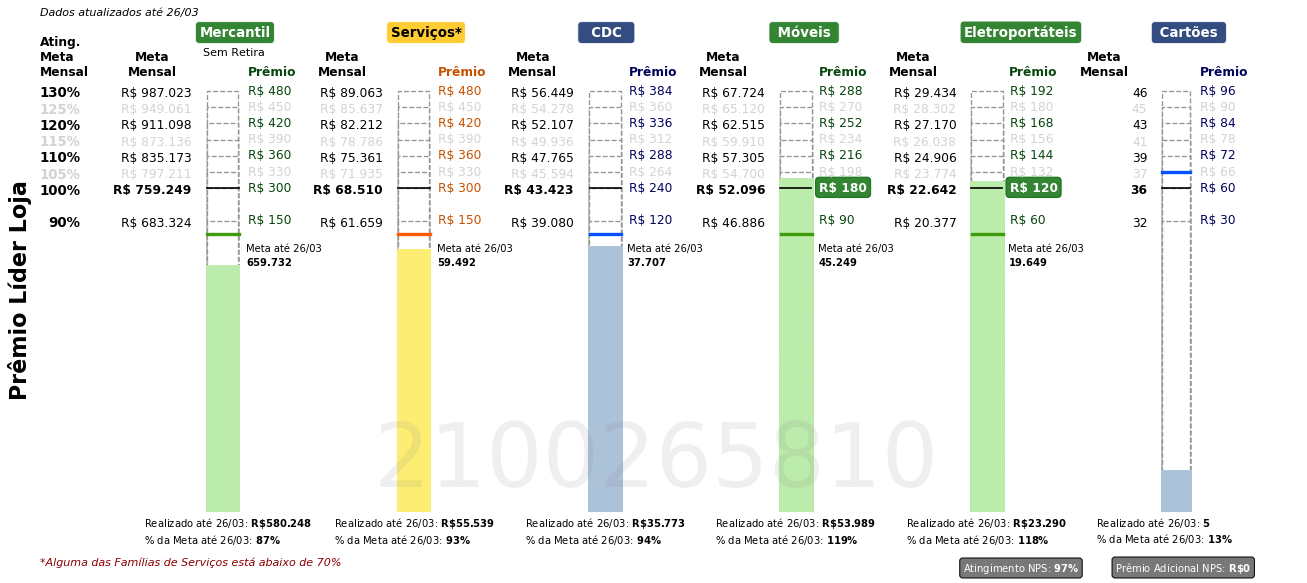 Dados atualizados até 26/03
Mercantil Serviços* CDC Móveis Eletroportáteis Cartões
Sem Retira
Ating. Meta Mensal Meta Mensal Prêmio Meta Mensal Prêmio Meta Mensal Prêmio Meta Mensal Prêmio Meta Mensal Prêmio Meta Mensal Prêmio
130% R$ 987.023 R$ 480 R$ 89.063 R$ 480 R$ 56.449 R$ 384 R$ 67.724 R$ 288 R$ 29.434 R$ 192 46 R$ 96
125% R$ 949.061 R$ 450 R$ 85.637 R$ 450 R$ 54.278 R$ 360 R$ 65.120 R$ 270 R$ 28.302 R$ 180 45 R$ 90
120% R$ 911.098 R$ 420 R$ 82.212 R$ 420 R$ 52.107 R$ 336 R$ 62.515 R$ 252 R$ 27.170 R$ 168 43 R$ 84
115% R$ 873.136 R$ 390 R$ 78.786 R$ 390 R$ 49.936 R$ 312 R$ 59.910 R$ 234 R$ 26.038 R$ 156 41 R$ 78
110% R$ 835.173 R$ 360 R$ 75.361 R$ 360 R$ 47.765 R$ 288 R$ 57.305 R$ 216 R$ 24.906 R$ 144 39 R$ 72
105% R$ 797.211 R$ 330 R$ 71.935 R$ 330 R$ 45.594 R$ 264 R$ 54.700 R$ 198 R$ 23.774 R$ 132 37 R$ 66
100% R$ 759.249 R$ 300 R$ 68.510 R$ 300 R$ 43.423 R$ 240 R$ 52.096 R$ 180 R$ 22.642 R$ 120 36 R$ 60
90% R$ 683.324 R$ 150 R$ 61.659 R$ 150 R$ 39.080 R$ 120 R$ 46.886 R$ 90 R$ 20.377 R$ 60 32 R$ 30
Meta até 26/03 Meta até 26/03 Meta até 26/03 Meta até 26/03 Meta até 26/03
659.732 59.492 37.707 45.249 19.649
Prêmio Líder Loja
2100265810
Realizado até 26/03: R$580.248 Realizado até 26/03: R$55.539 Realizado até 26/03: R$35.773 Realizado até 26/03: R$53.989 Realizado até 26/03: R$23.290 Realizado até 26/03: 5
% da Meta até 26/03: 87% % da Meta até 26/03: 93% % da Meta até 26/03: 94% % da Meta até 26/03: 119% % da Meta até 26/03: 118% % da Meta até 26/03: 13%
*Alguma das Famílias de Serviços está abaixo de 70%
Atingimento NPS: 97% Prêmio Adicional NPS: R$0